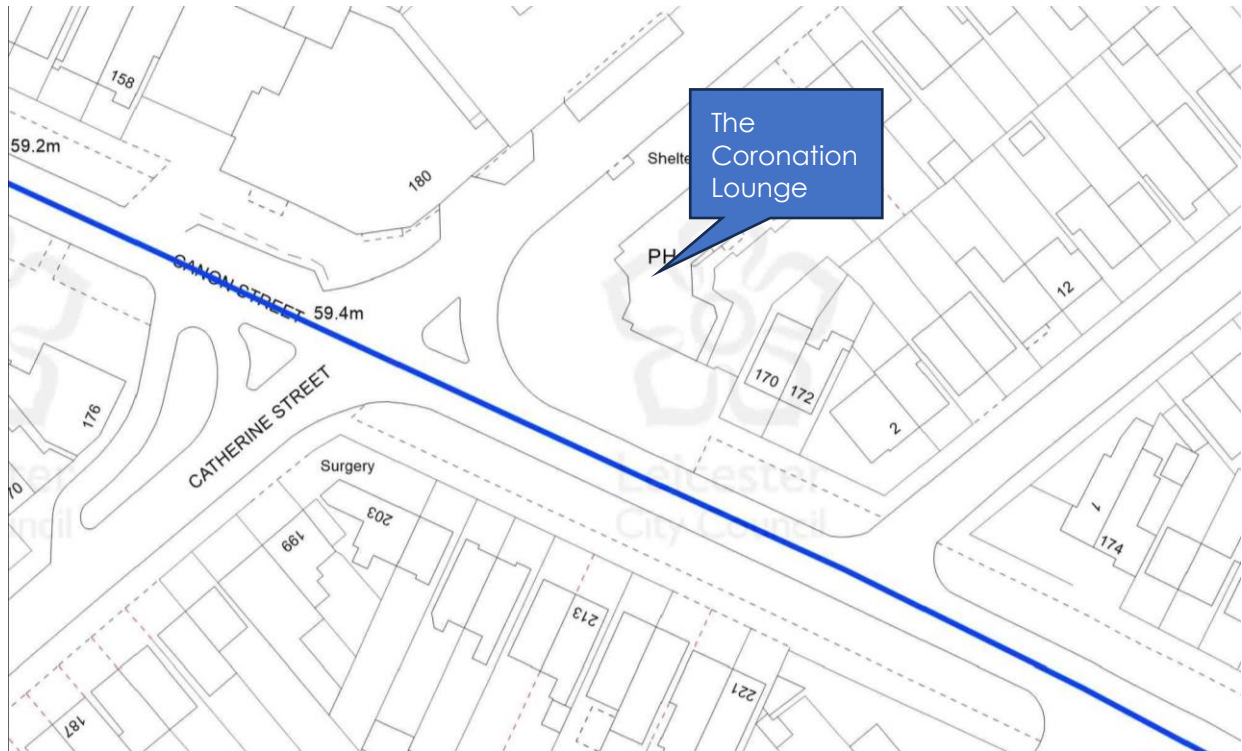 158
59.2m
180
The
Coronation
Lounge
Shelte
PH
CANON STREET
59.4m
12
170
172
2
176
CATHERINE STREET
Surgery
203
199
70
Leicester
City Council
1
174
213
221
187